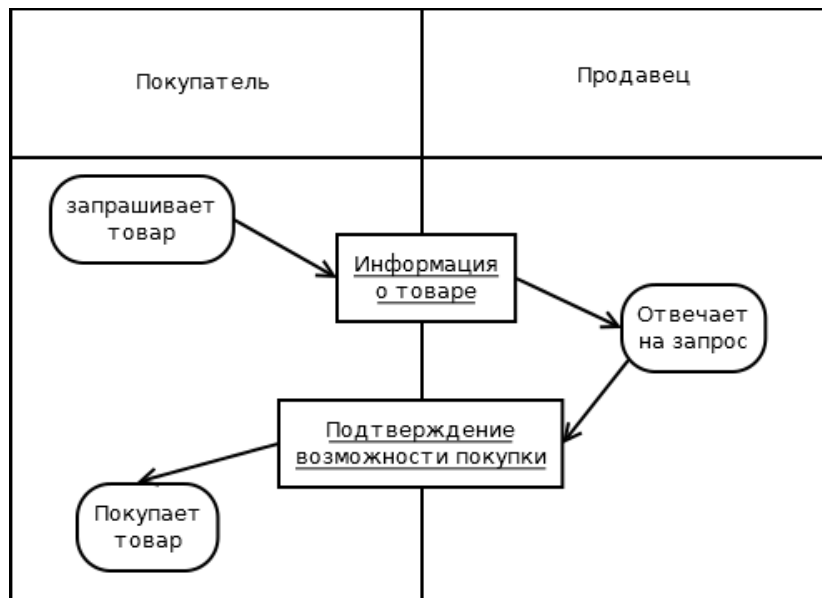 Покупатель
Продавец
запрашивает
товар
Информация
о товаре
Отвечает
на запрос
Подтверждение
возможности покупки
Покупает
товар